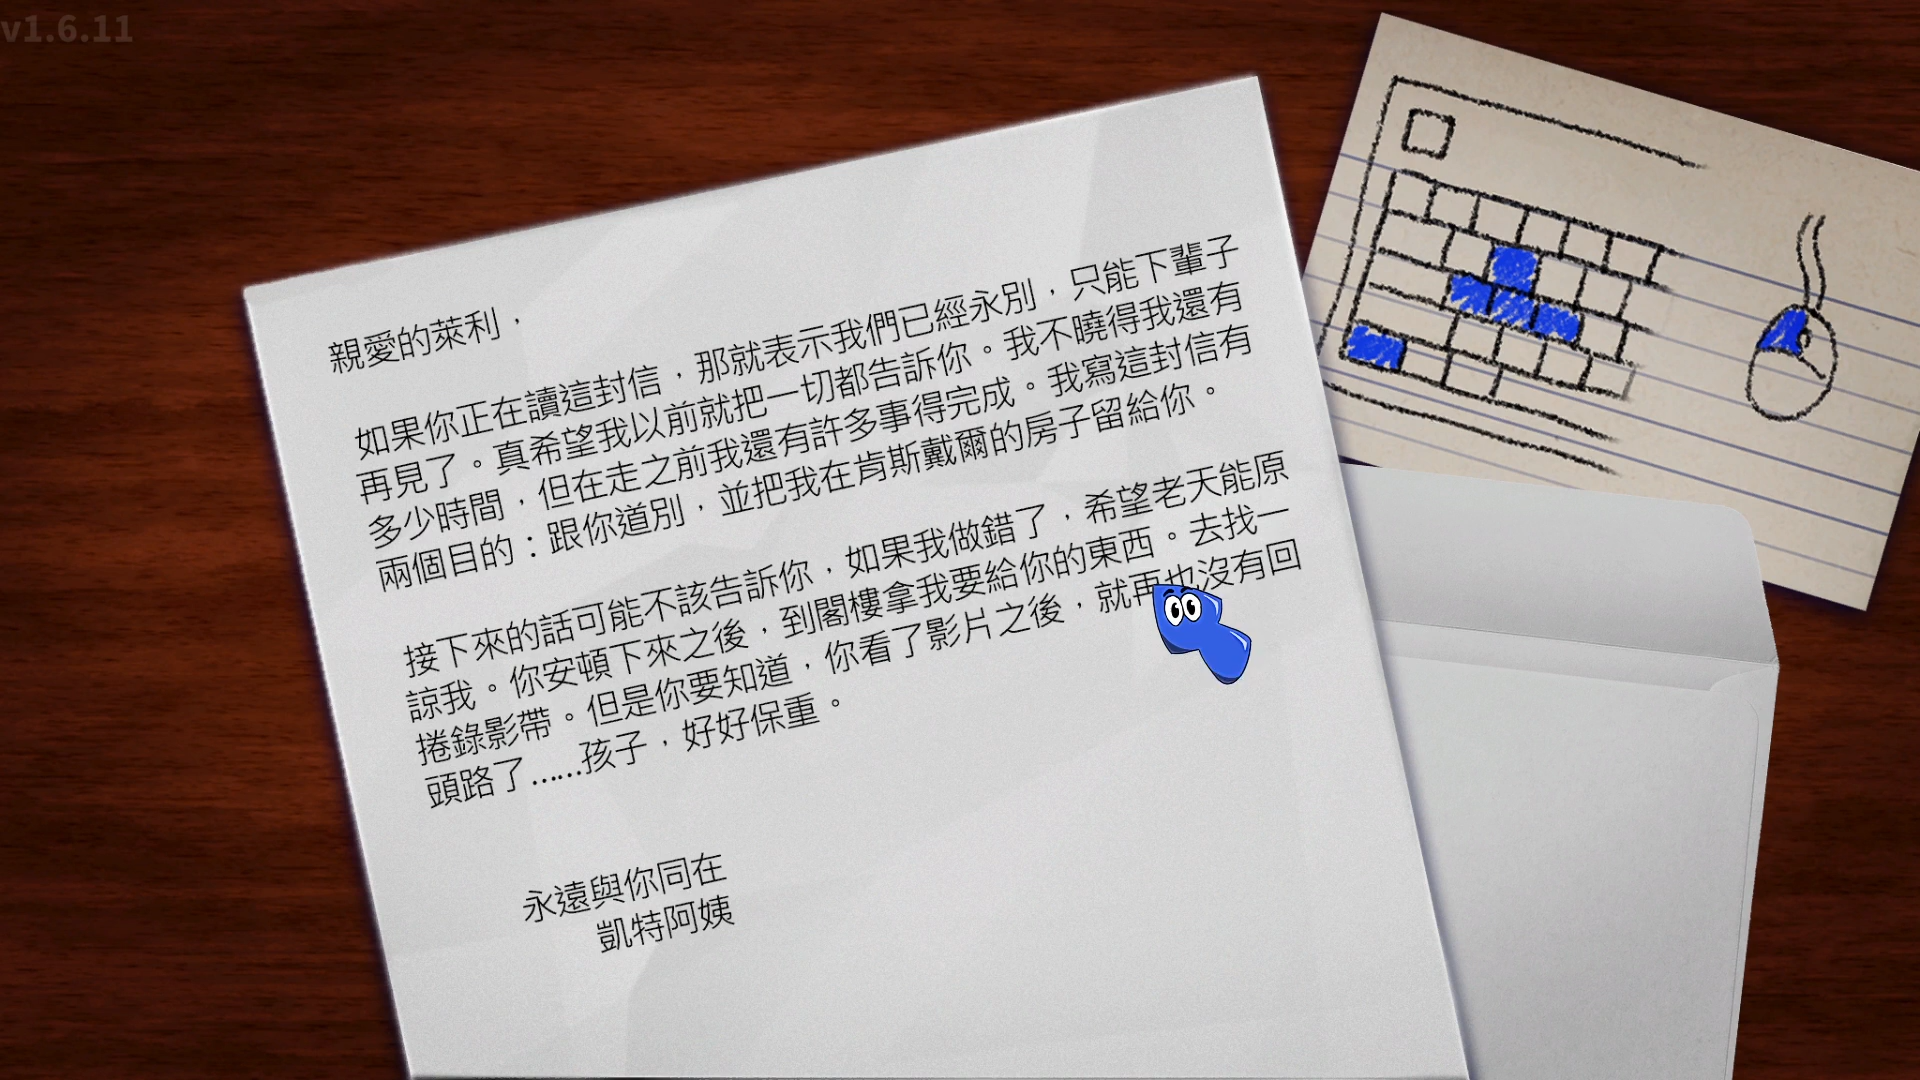 v1.6.11
親愛的萊利，
如果你正在讀這封信，那就表示我們已經永別，只能下輩子
再見了。真希望我以前就把一切都告訴你。我不曉得我還有
多少時間，但在走之前我還有許多事得完成。我寫這封信有
兩個目的：跟你道別，並把我在肯斯戴爾的房子留給你。
接下來的話可能不該告訴你，如果我做錯了，希望老天能原
諒我。你安頓下來之後，到閣樓拿我要給你的東西。去找一
捲錄影帶。但是你要知道，你看了影片之後，就再也沒有回
頭路了……孩子，好好保重。
永遠與你同在
凱特阿姨